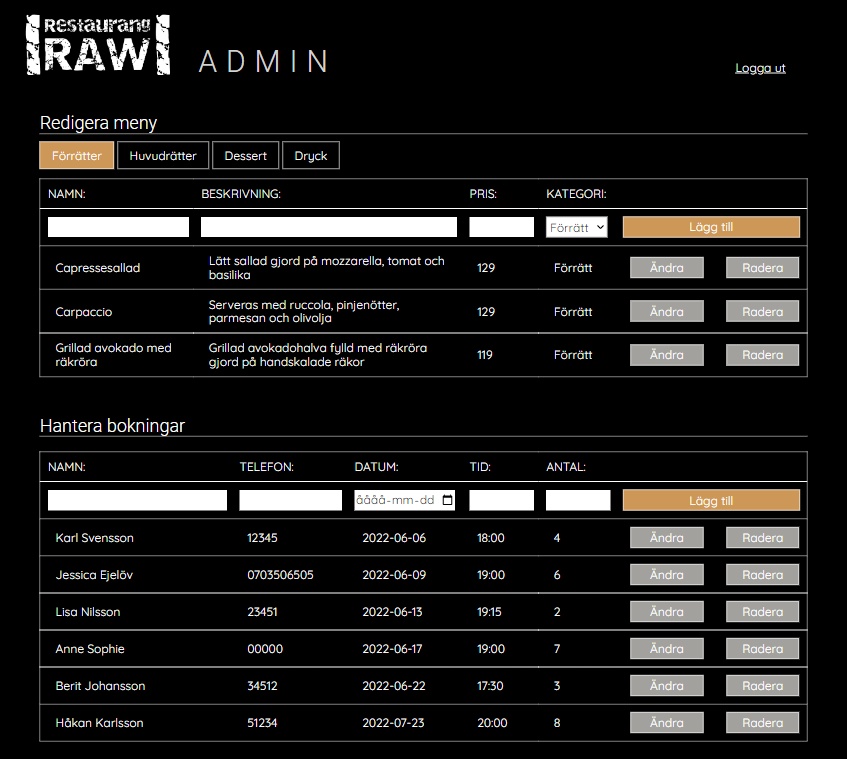 Restaurang
RAW
ADMIN
Logga ut
Redigera meny
Förrätter Huvudrätter Dessert Dryck
NAMN: BESKRIVNING: PRIS: KATEGORI:
Förrätt Lägg till
Capressesallad Lätt sallad gjord på mozzarella, tomat och 129 Förrätt Ändra Radera
basilika
Carpaccio Serveras med ruccola, pinjenötter, 129 Förrätt Ändra Radera
parmesan och olivolja
Grillad avokado med Grillad avokadohalva fylld med räkröra 119 Förrätt Ändra Radera
räkröra gjord på handskalade räkor
Hantera bokningar
NAMN: TELEFON: DATUM: TID: ANTAL:
åååå-mm-dd Lägg till
Karl Svensson 12345 2022-06-06 18:00 4 Ändra Radera
Jessica Ejelöv 0703506505 2022-06-09 19:00 6 Ändra Radera
Lisa Nilsson 23451 2022-06-13 19:15 2 Ändra Radera
Anne Sophie 00000 2022-06-17 19:00 7 Ändra Radera
Berit Johansson 34512 2022-06-22 17:30 3 Ändra Radera
Håkan Karlsson 51234 2022-07-23 20:00 8 Ändra Radera